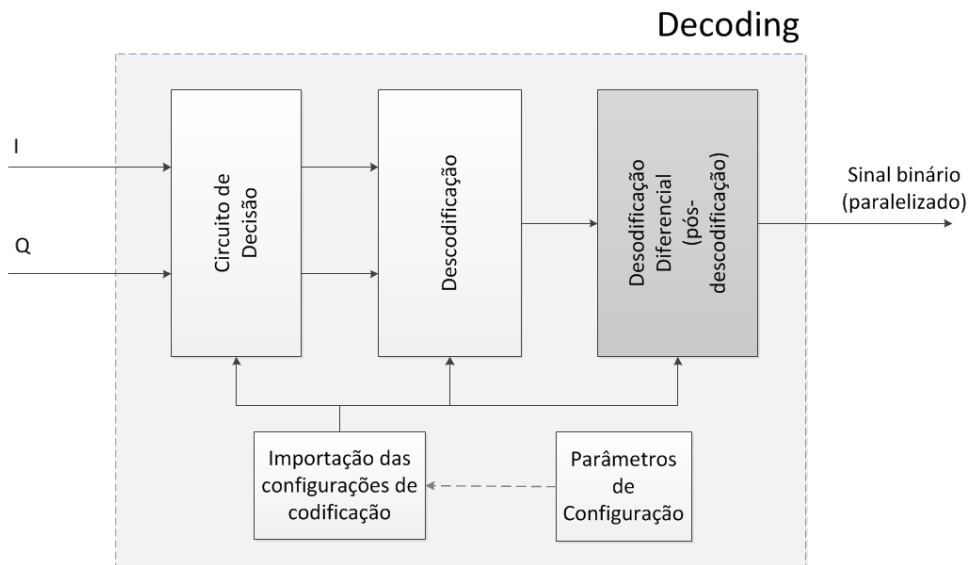 Decoding
I
Q
Circuito de
Decisão
Descodificação
Desodificação
Diferencial
(pós-
descodificação)
Sinal binário
(paralelizado)
Importação das
configurações de
codificação
Parâmetros
de
Configuração